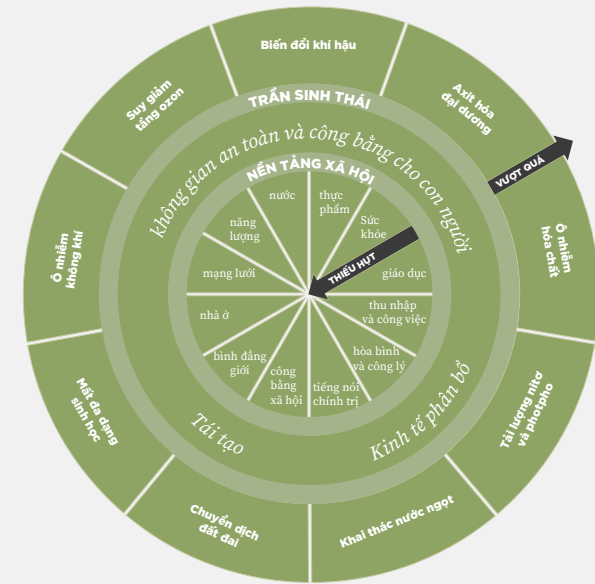 Biến đổi khí hậu
Axit hóa
đại dương
Ô nhiễm
hóa chất
Tải lượng nitơ
và photpho
Khai thác nước ngọt
Chuyển dịch
đất đai
Mất đa dạng
sinh học
Ô nhiễm
không khí
Suy giảm
tầng ozon
VƯỢT QUÁ
TRẦN SINH THÁI
không gian an toàn và công bằng cho con người
NỀN TẢNG XÃ HỘI
nước
thực
phẩm
Sức
khỏe
giáo dục
thu nhập
và công việc
hòa bình
và công lý
tiếng nói
chính trị
công
bằng
xã hội
bình đẳng
giới
nhà ở
mạng lưới
năng
lượng
THIẾU HỤT
Tái tạo
Kinh tế phân bổ